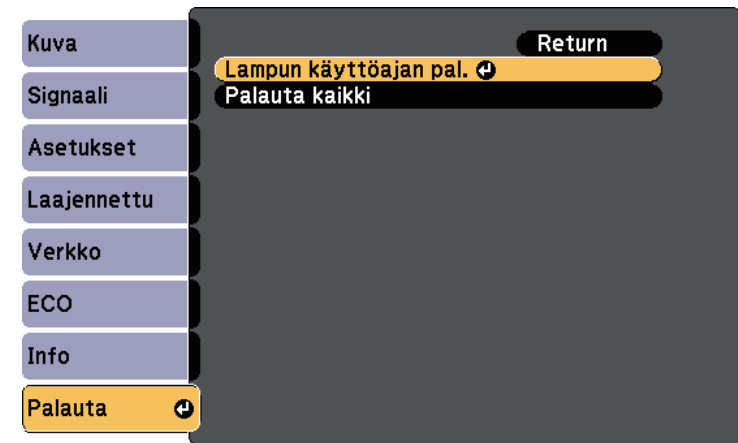 Kuva
Signaali
Asetukset
Laajennettu
Verkko
ECO
Info
Palauta
Return
Lampun käyttöajan pal.
Palauta kaikki